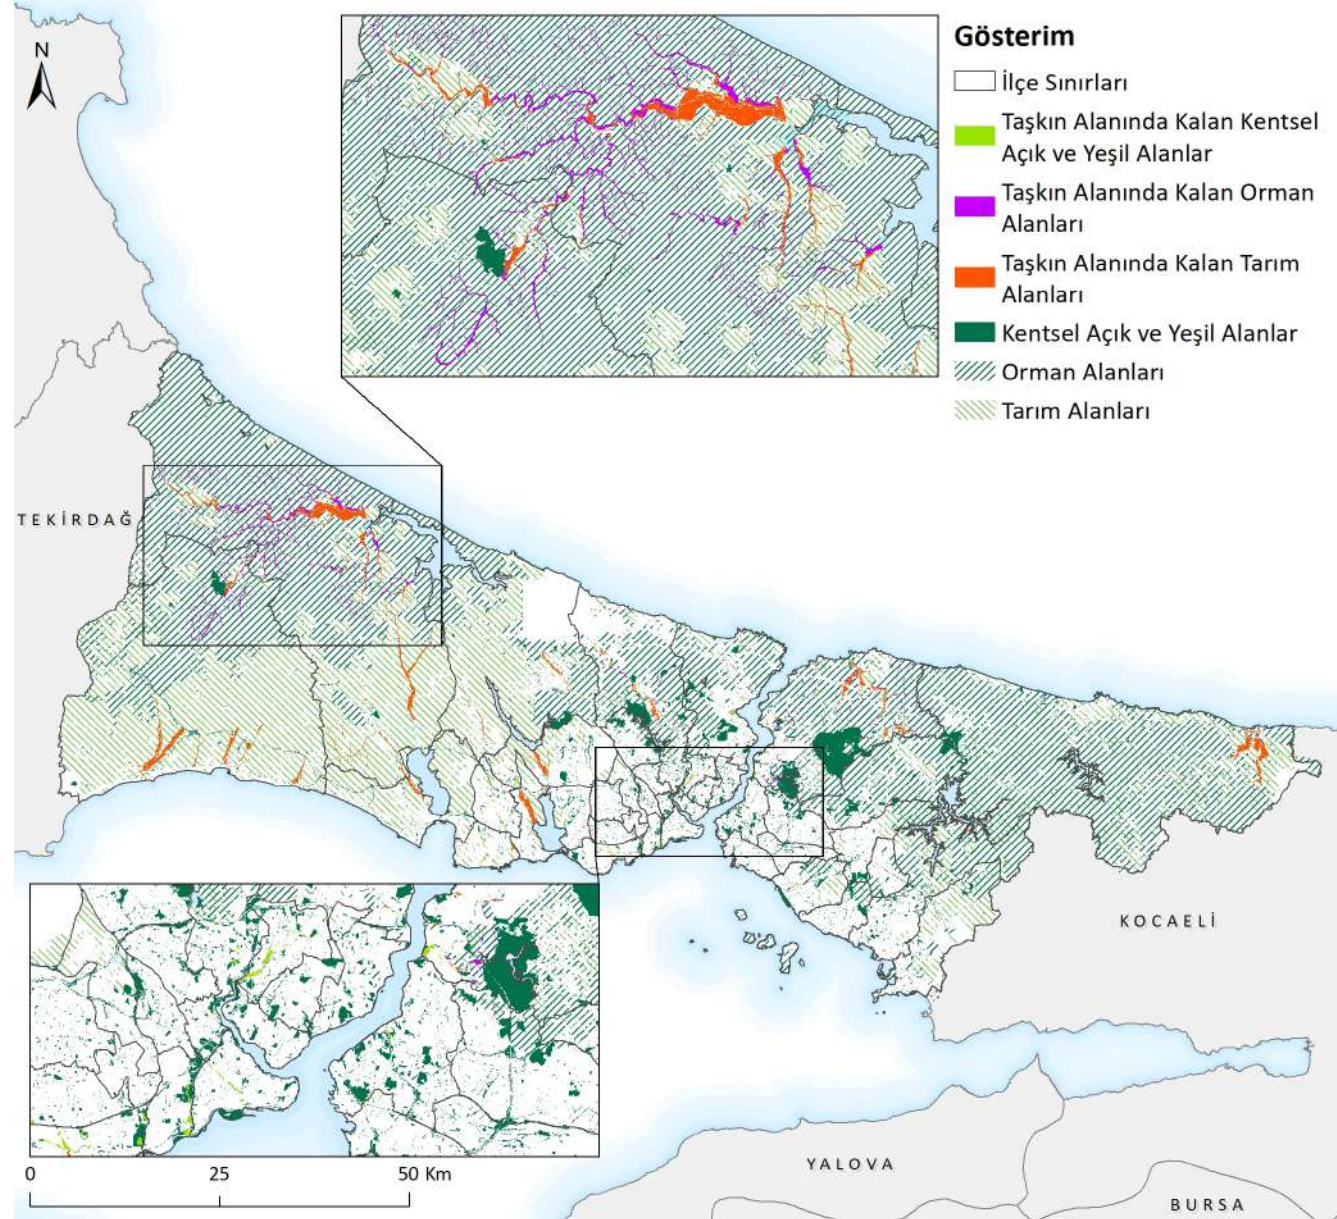 Gösterim
İlçe Sınırları
Taşkın Alanında Kalan Kentsel
Açık ve Yeşil Alanlar
Taşkın Alanında Kalan Orman
Alanları
Taşkın Alanında Kalan Tarım
Alanları
Kentsel Açık ve Yeşil Alanlar
Orman Alanları
Tarım Alanları
N
TEKİRDAĞ
KOCAELİ
YALOVA
BURSA
0 25 50 Km